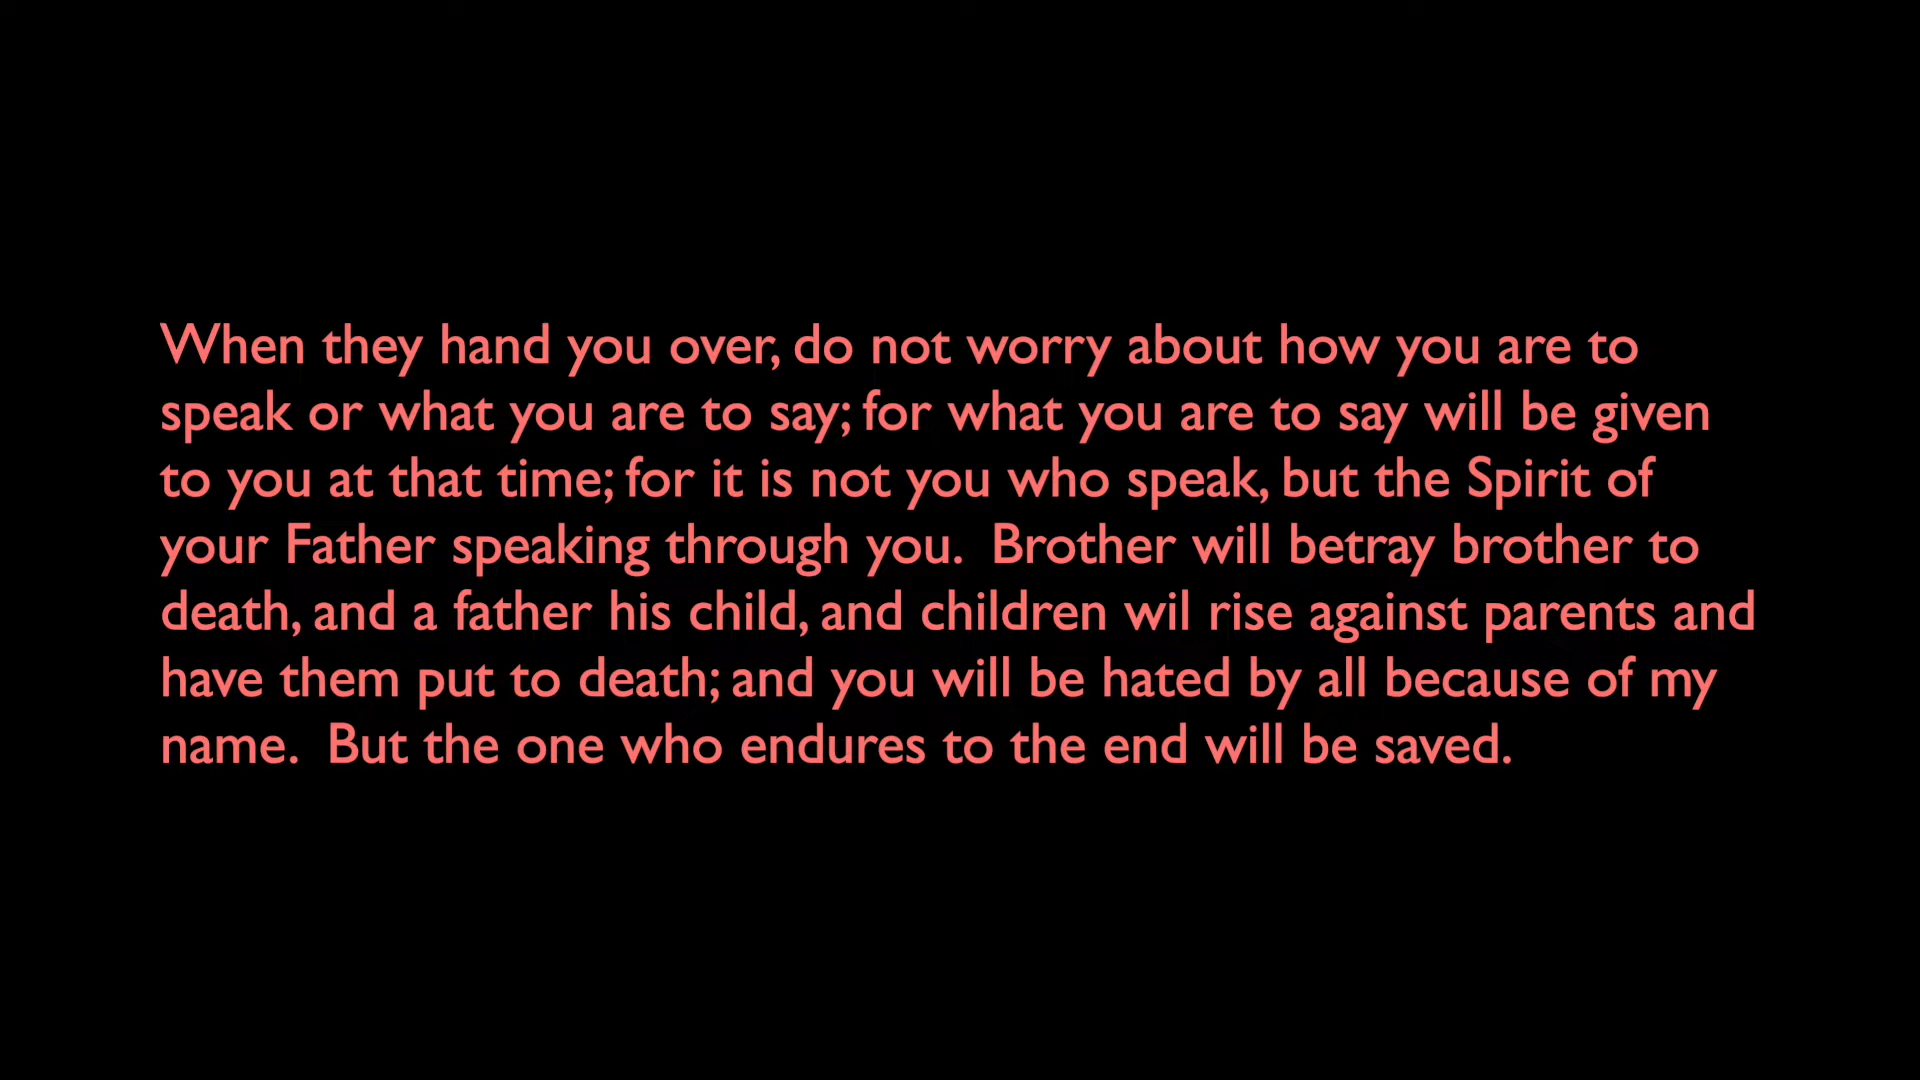 When they hand you over, do not worry about how you are to
speak or what you are to say; for what you are to say will be given
to you at that time; for it is not you who speak, but the Spirit of
your Father speaking through you.  Brother will betray brother to
death, and a father his child, and children wil rise against parents and
have them put to death; and you will be hated by all because of my
name.  But the one who endures to the end will be saved.